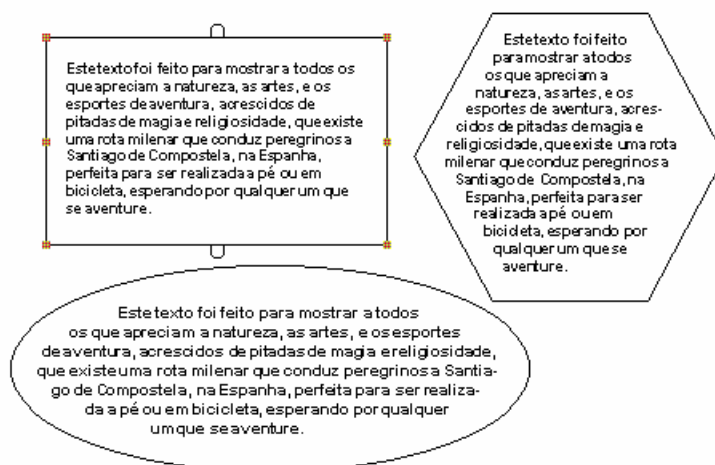 Este texto foi feito para mostrar a todos os
que apreciam a natureza, as artes, e os
esportes de aventura, acrescidos de
pitadas de magia e religiosidade, que existe
uma rota milenar que conduz peregrinos a
Santiago de Compostela, na Espanha,
perfeita para ser realizada a pé ou em
bicicleta, esperando por qualquer um que
se aventure.
Este texto foi feito
para mostrar a todos
os que apreciam a
natureza, as artes, e os
esportes de aventura, acres-
cidos de pitadas de magia e
religiosidade, que existe uma rota
milenar que conduz peregrinos a
Santiago de Compostela, na
Espanha, perfeita para ser
realizada a pé ou em
bicicleta, esperando por
qualquer um que se
aventure.
Este texto foi feito para mostrar a todos
os que apreciam a natureza, as artes, e os esportes
de aventura, acrescidos de pitadas de magia e religiosidade,
que existe uma rota milenar que conduz peregrinos a Santia-
go de Compostela, na Espanha, perfeita para ser realiza-
da a pé ou em bicicleta, esperando por qualquer
um que se aventure.